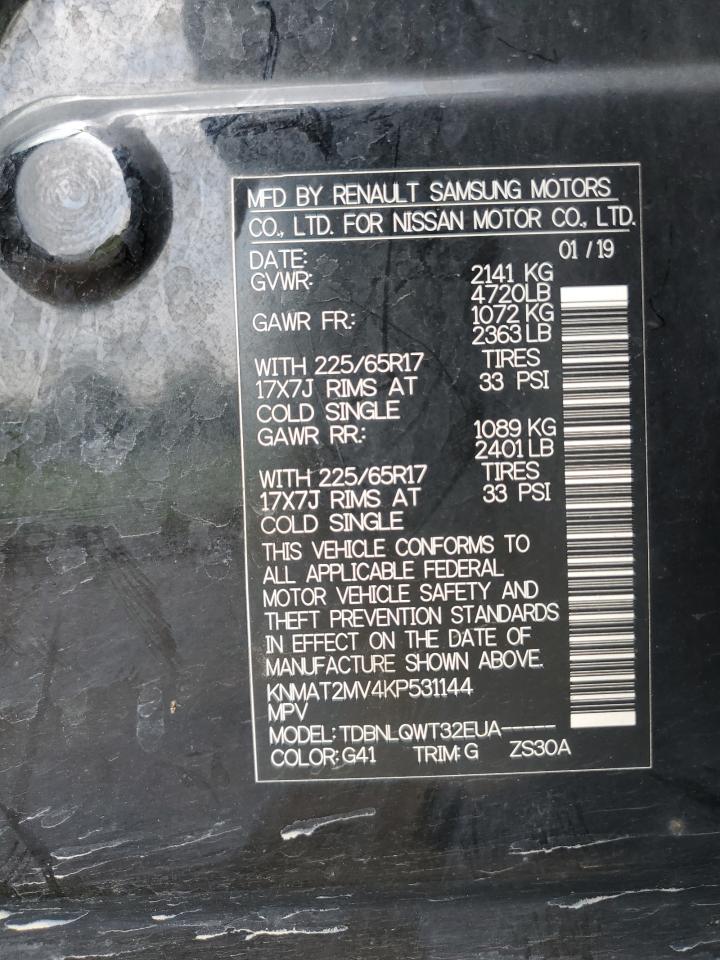 MFD BY RENAULT SAMSUNG MOTORS
CO., LTD. FOR NISSAN MOTOR CO., LTD.
DATE: 01/19
GVWR: 2141 KG
4720LB
GAWR FR: 1072 KG
2363LB
WITH 225/65R17 TIRES
17X7J RIMS AT 33 PSI
COLD SINGLE
GAWR RR: 1089 KG
2401LB
WITH 225/65R17 TIRES
17X7J RIMS AT 33 PSI
COLD SINGLE
THIS VEHICLE CONFORMS TO
ALL APPLICABLE FEDERAL
MOTOR VEHICLE SAFETY AND
THEFT PREVENTION STANDARDS
IN EFFECT ON THE DATE OF
MANUFACTURE SHOWN ABOVE.
KNMAT2MV4KP531144
MPV
MODEL: TDBNLQWT32EUA-----
COLOR: G41 TRIM: G ZS30A